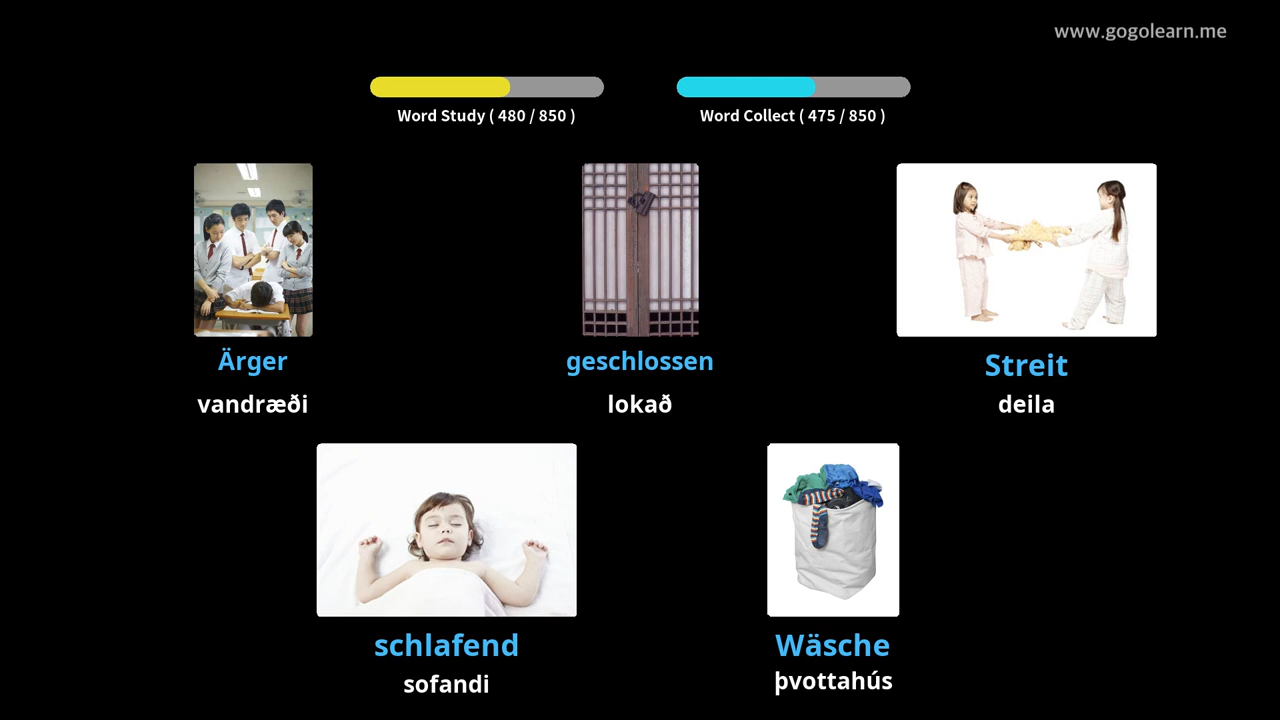 www.gogolearn.me
Word Study ( 480 / 850 )
Word Collect ( 475 / 850 )
Ärger
vandræði
geschlossen
lokað
Streit
deila
schlafend
sofandi
Wäsche
þvottahús